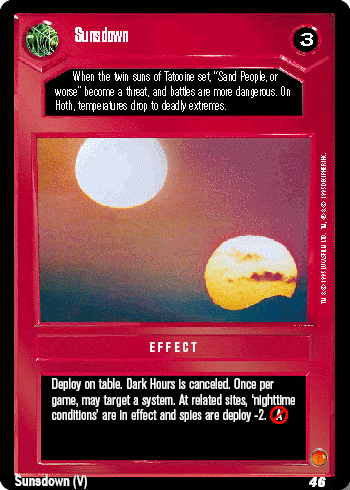 Sunsdown
3
When the twin suns of Tatooine set, "Sand People, or
worse" become a threat, and battles are more dangerous. On
Hoth, temperatures drop to deadly extremes.
EFFECT
Deploy on table. Dark Hours is canceled. Once per
game, may target a system. At related sites, 'nighttime
conditions' are in effect and spies are deploy -2.
Sunsdown (V)
46